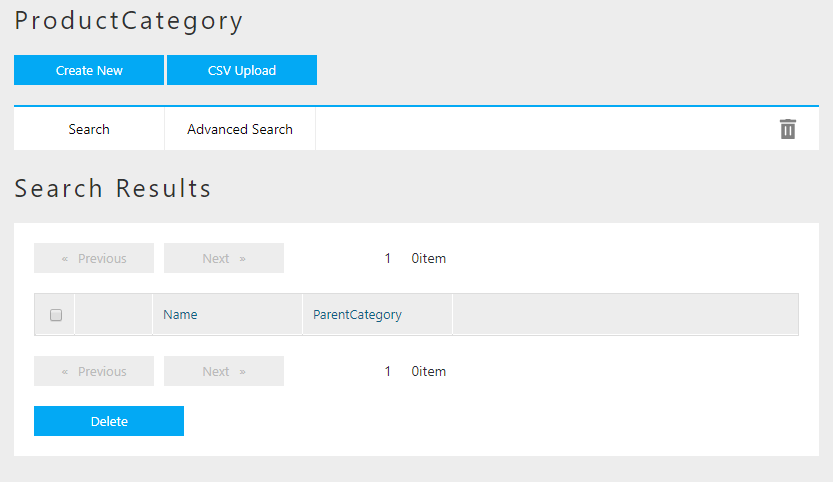 ProductCategory
Create New CSV Upload
Search Advanced Search
Search Results
« Previous Next » 1 0item
Name ParentCategory
« Previous Next » 1 0item
Delete